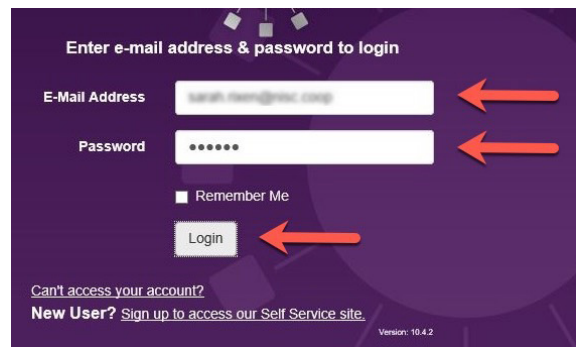 Enter e-mail address & password to login
E-Mail Address
Password ●●●●●●
Remember Me
Login
Can't access your account?
New User? Sign up to access our Self Service site.
Version: 10.4.2